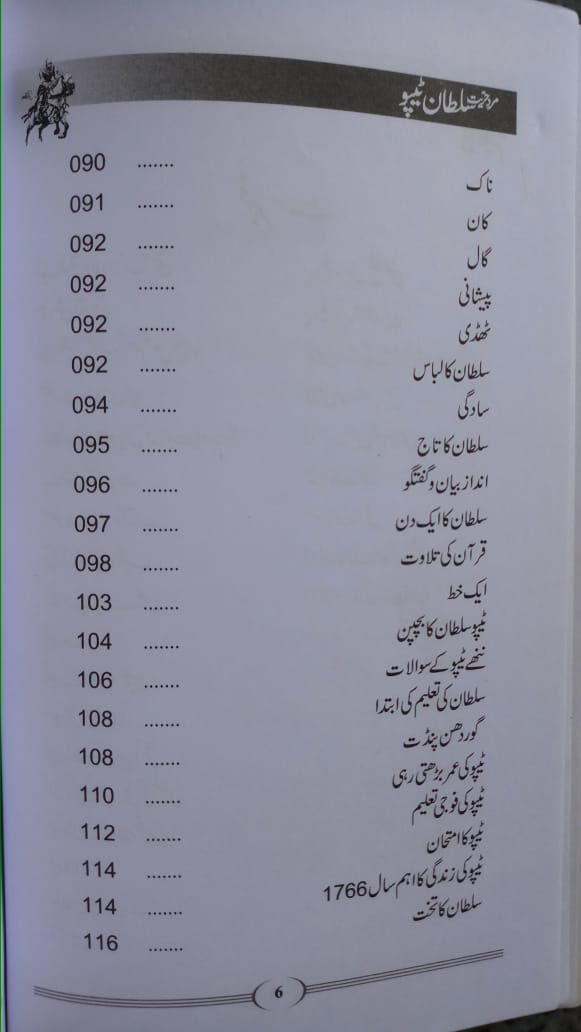 مرد حریت سلطان ٹیپو
ناک ....... 090
کان ....... 091
گال ....... 092
پیشانی ....... 092
ٹھڈی ....... 092
سلطان کا لباس ....... 092
سادگی ....... 094
سلطان کا تاج ....... 095
انداز بیان و گفتگو ....... 096
سلطان کا ایک دن ....... 097
قرآن کی تلاوت ....... 098
ایک خط ....... 103
ٹیپو سلطان کا بچپن ....... 104
ننھے ٹیپو کے سوالات ....... 106
سلطان کی تعلیم کی ابتدا ....... 108
گوردھن پنڈت ....... 108
ٹیپو کی عمر بڑھتی رہی ....... 110
ٹیپو کی فوجی تعلیم ....... 112
ٹیپو کا امتحان ....... 114
ٹیپو کی زندگی کا اہم سال 1766 ....... 114
سلطان کا تخت ....... 116
6